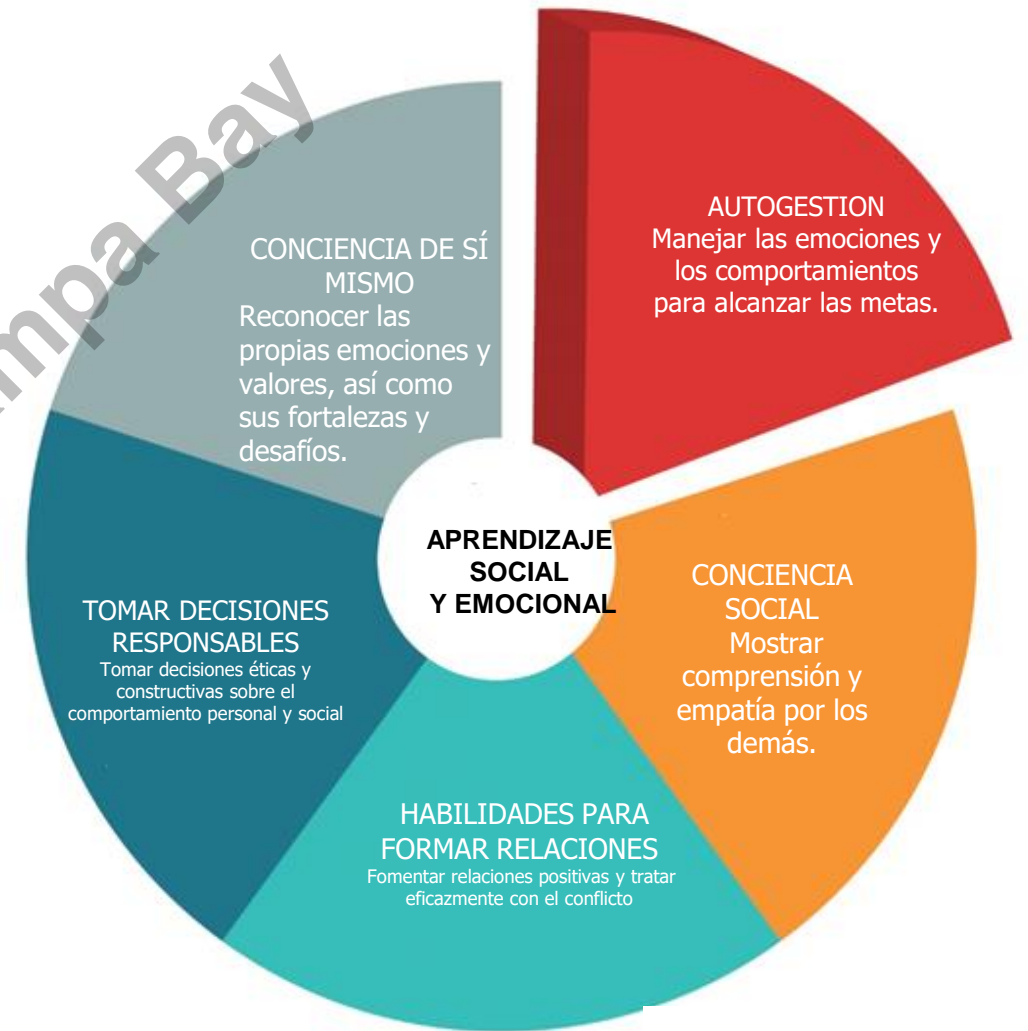 mpa Bay
AUTOGESTION
Manejar las emociones y
los comportamientos
para alcanzar las metas.
CONCIENCIA DE SÍ
MISMO
Reconocer las
propias emociones y
valores, así como
sus fortalezas y
desafíos.
APRENDIZAJE
SOCIAL
Y EMOCIONAL
CONCIENCIA
SOCIAL
Mostrar
comprensión y
empatía por los
demás.
TOMAR DECISIONES
RESPONSABLES
Tomar decisiones éticas y
constructivas sobre el
comportamiento personal y social
HABILIDADES PARA
FORMAR RELACIONES
Fomentar relaciones positivas y tratar
eficazmente con el conflicto